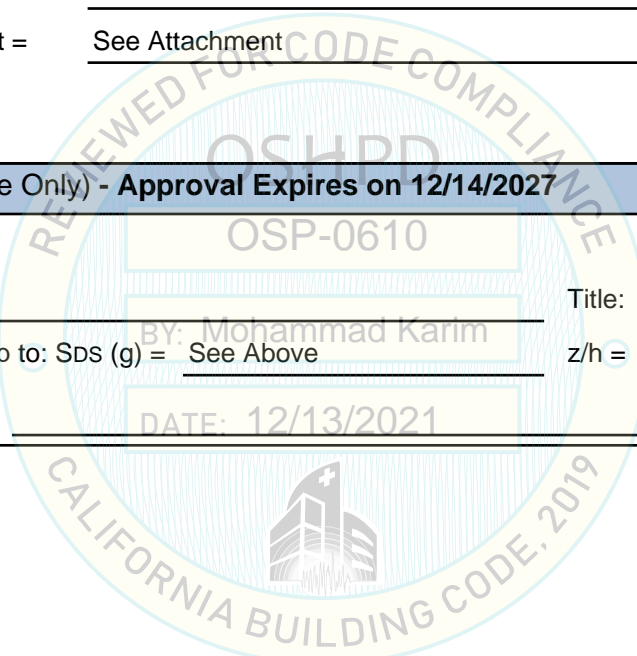 t = See Attachment
REVIEWED FOR CODE COMPLIANCE
OSHPD
e Only) - Approval Expires on 12/14/2027
OSP-0610
Title:
BY: Mohammad Karim
o to: SDS (g) = See Above z/h =
DATE: 12/13/2021
CALIFORNIA BUILDING CODE, 2019